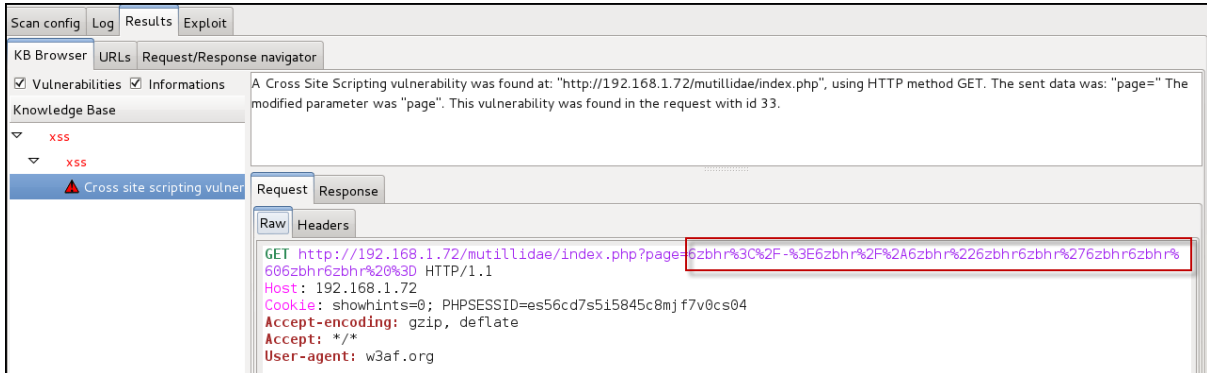 Scan config Log Results Exploit
KB Browser URLs Request/Response navigator
Vulnerabilities Informations
Knowledge Base
xss
xss
Cross site scripting vulner
A Cross Site Scripting vulnerability was found at: "http://192.168.1.72/mutillidae/index.php", using HTTP method GET. The sent data was: "page=" The
modified parameter was "page". This vulnerability was found in the request with id 33.
Request Response
Raw Headers
GET http://192.168.1.72/mutillidae/index.php?page=6zbhr%3C%2F-%3E6zbhr%2F%2A6zbhr%226zbhr6zbhr%276zbhr6zbhr%
606zbhr6zbhr%20%3D HTTP/1.1
Host: 192.168.1.72
Cookie: showhints=0; PHPSESSID=es56cd7s5i5845c8mjf7v0cs04
Accept-encoding: gzip, deflate
Accept: */*
User-agent: w3af.org